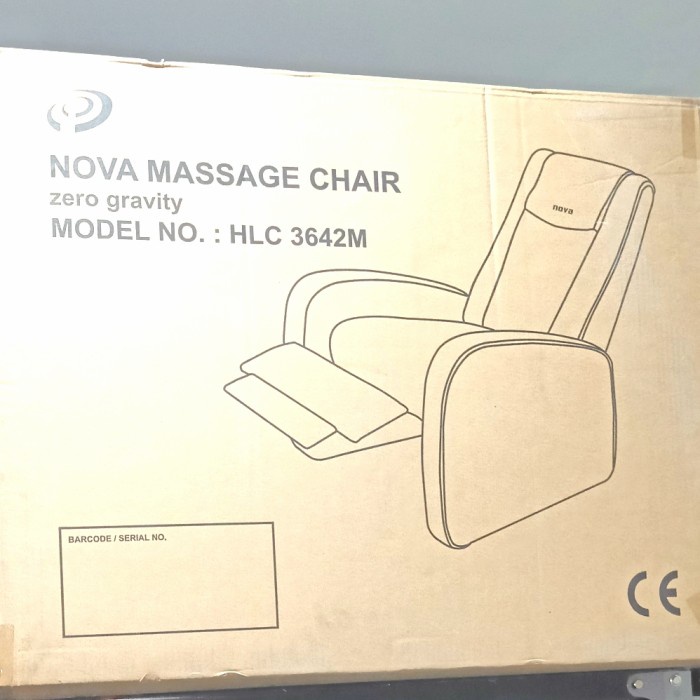 NOVA MASSAGE CHAIR
zero gravity
MODEL NO. : HLC 3642M
nova
BARCODE / SERIAL NO.
CE